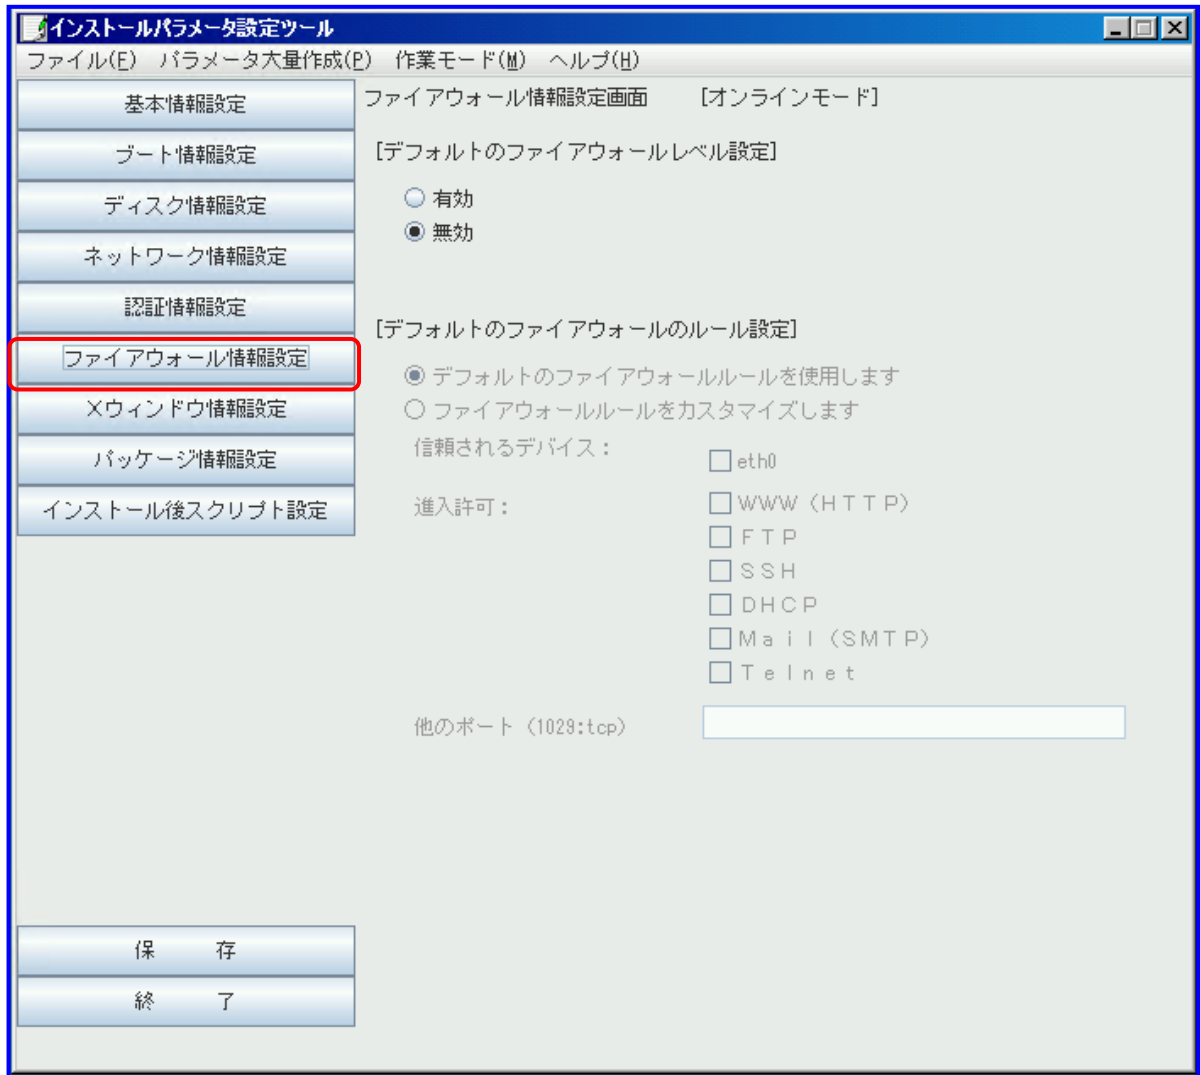 インストールパラメータ設定ツール
ファイル(F) パラメータ大量作成(P) 作業モード(M) ヘルプ(H)
基本情報設定
ブート情報設定
ディスク情報設定
ネットワーク情報設定
認証情報設定
ファイアウォール情報設定
Xウィンドウ情報設定
パッケージ情報設定
インストール後スクリプト設定
保 存
終 了
ファイアウォール情報設定画面 [オンラインモード]
[デフォルトのファイアウォールレベル設定]
有効
無効
[デフォルトのファイアウォールのルール設定]
デフォルトのファイアウォールルールを使用します
ファイアウォールルールをカスタマイズします
信頼されるデバイス:
eth0
進入許可: WWW(HTTP)
FTP
SSH
DHCP
Mail(SMTP)
Telnet
他のポート (1029:tcp)